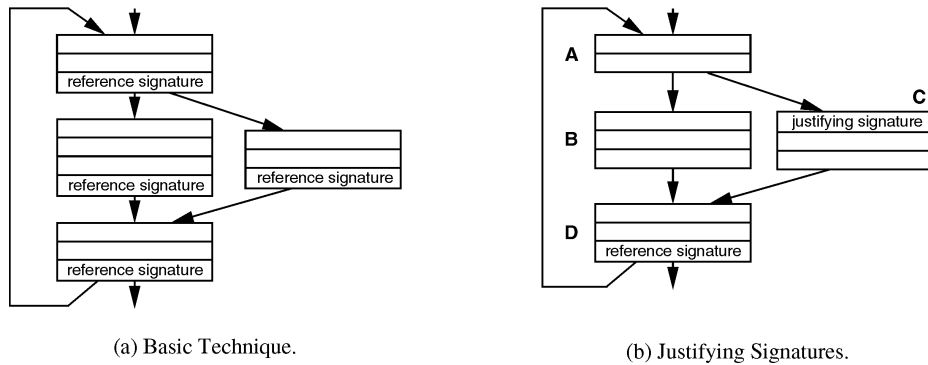 reference signature
reference signature
reference signature
reference signature
(a) Basic Technique.
A
C
justifying signature
B
D
reference signature
(b) Justifying Signatures.